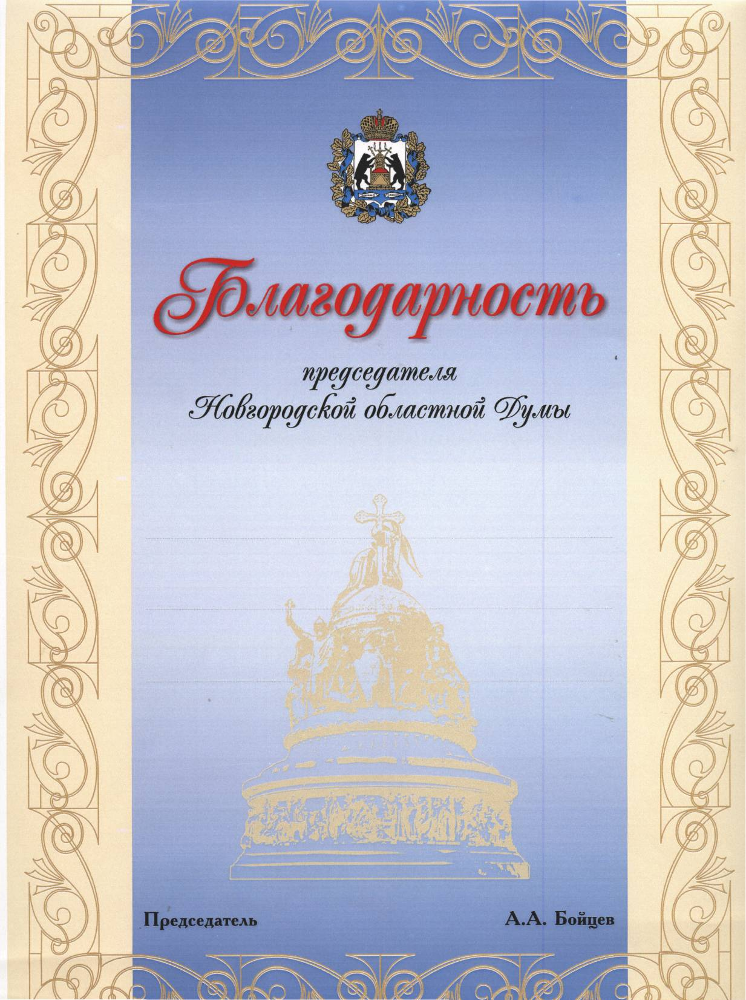 Благодарность
председателя
Новгородской областной Думы
Председатель А.А. Бойцев